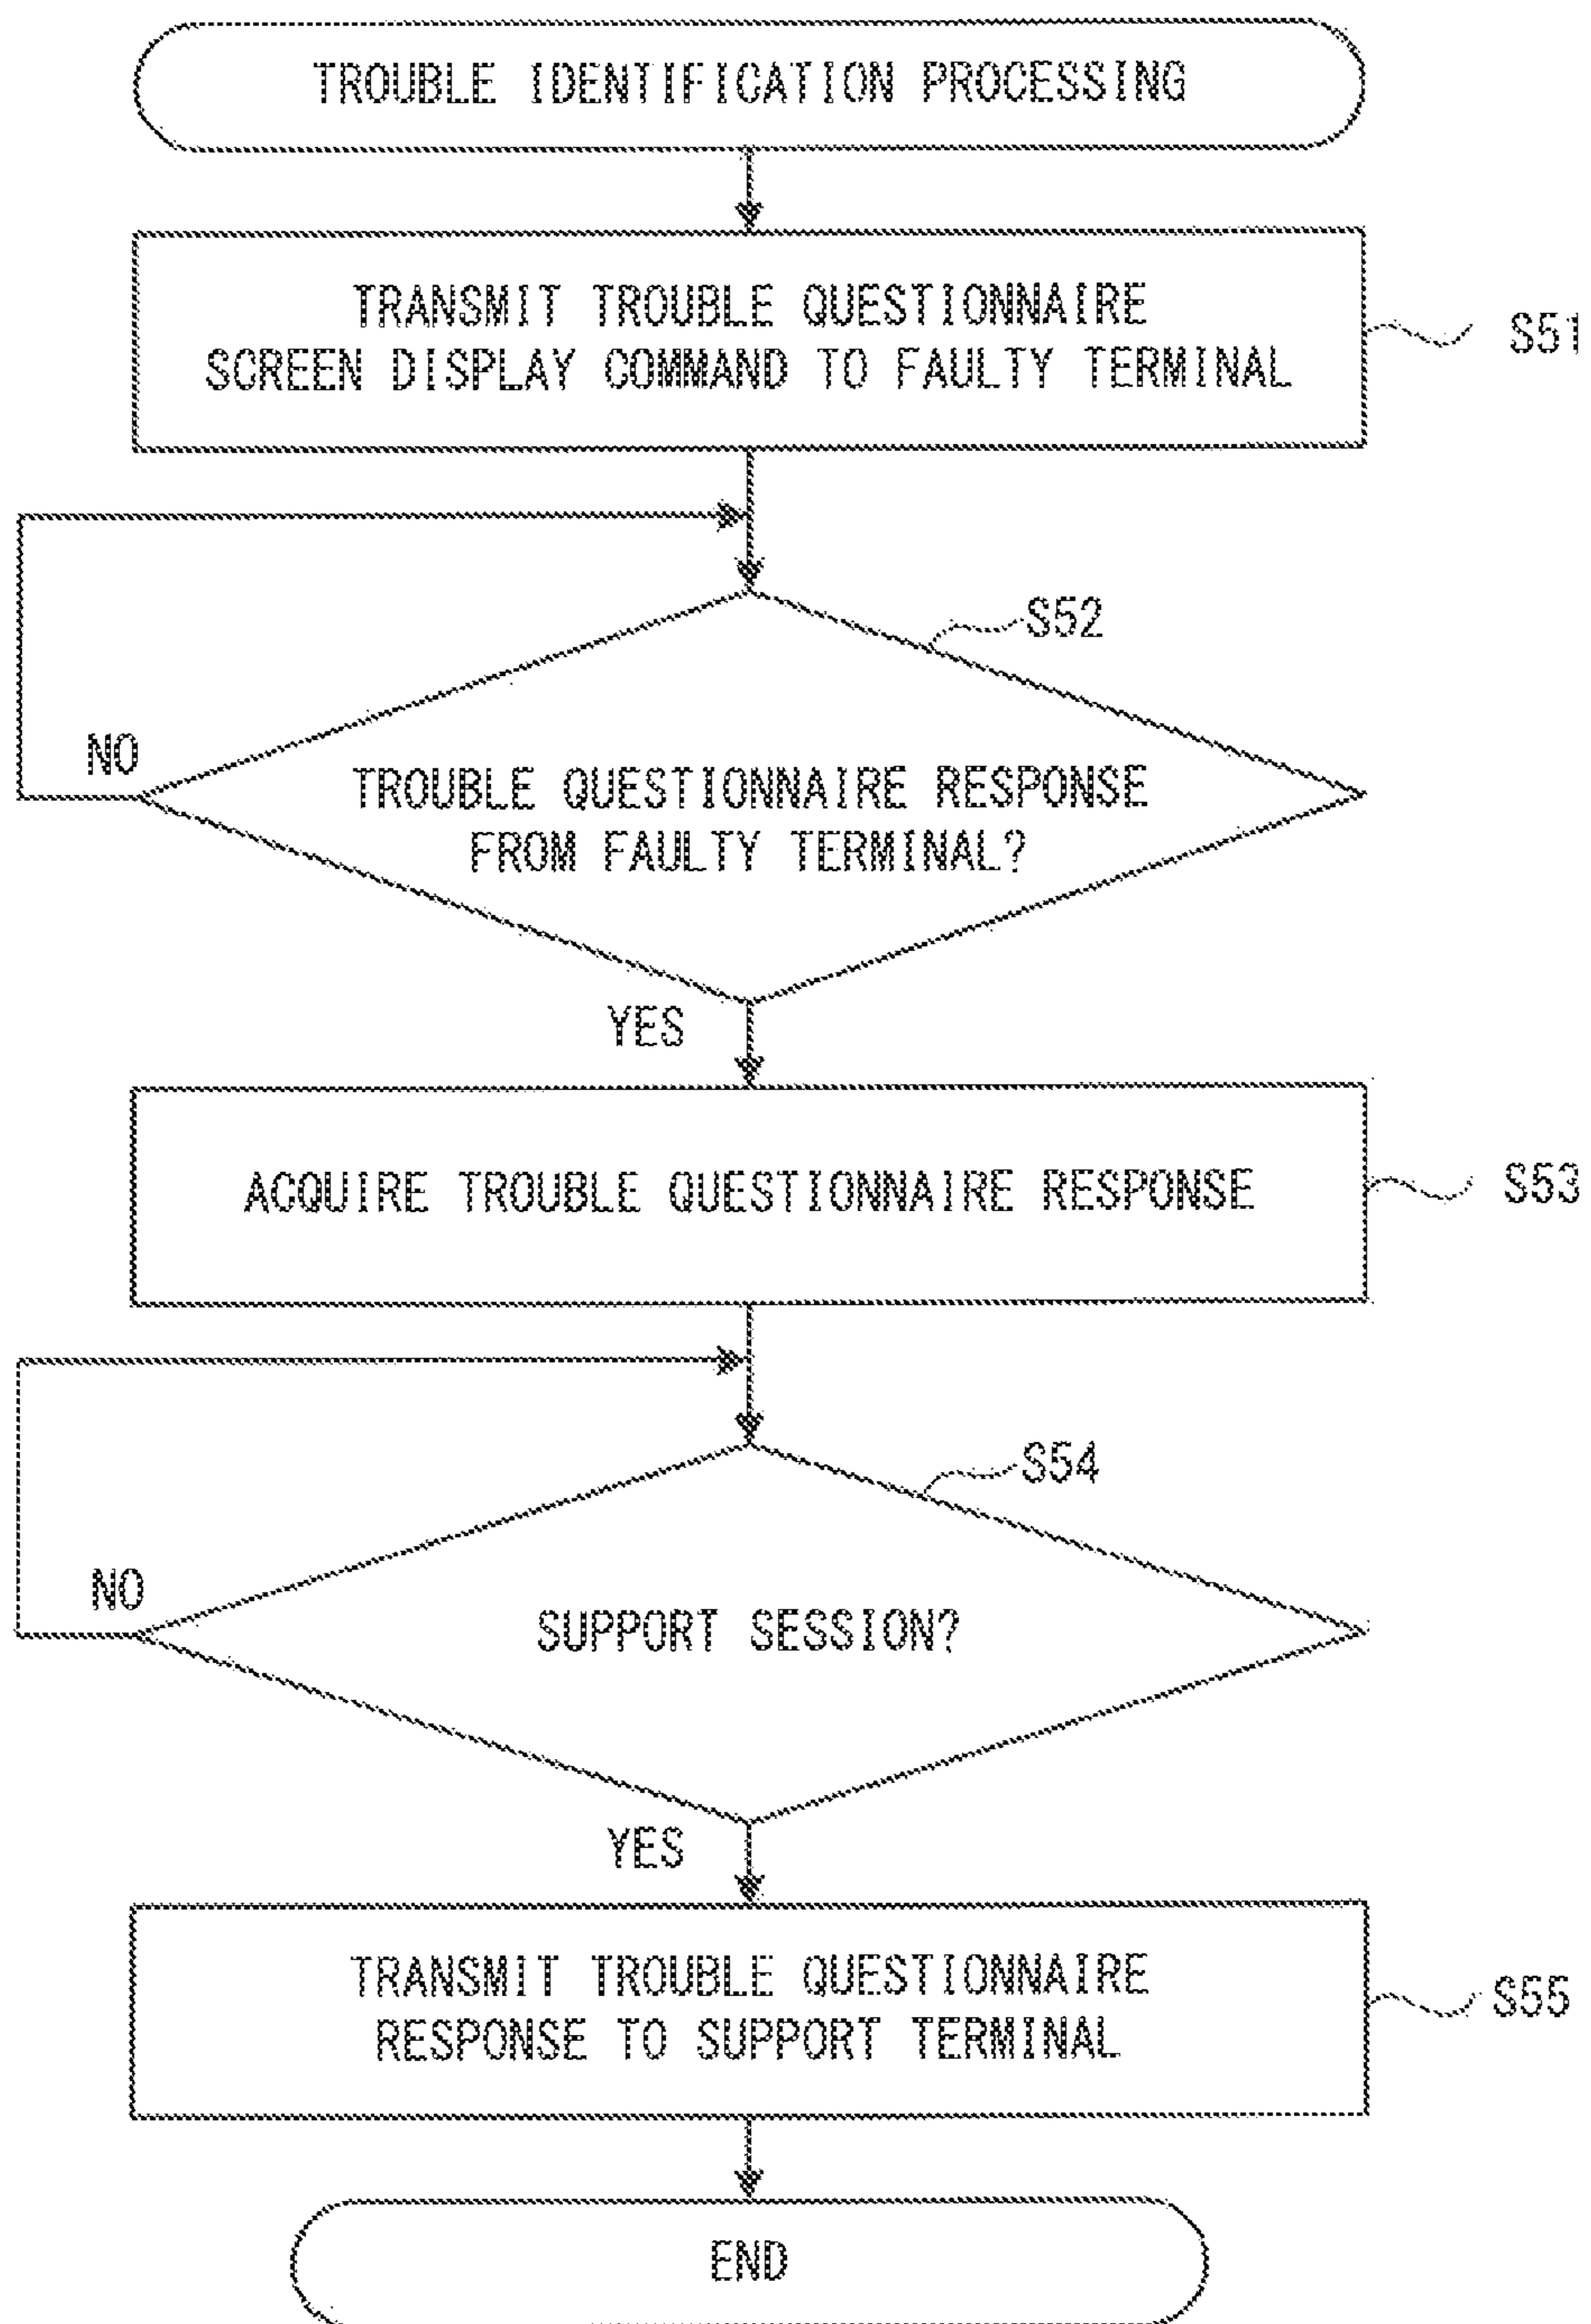 TROUBLE IDENTIFICATION PROCESSING
TRANSMIT TROUBLE QUESTIONNAIRE
SCREEN DISPLAY COMMAND TO FAULTY TERMINAL
S51
S52
NO
TROUBLE QUESTIONNAIRE RESPONSE
FROM FAULTY TERMINAL?
YES
ACQUIRE TROUBLE QUESTIONNAIRE RESPONSE
S53
S54
NO
SUPPORT SESSION?
YES
TRANSMIT TROUBLE QUESTIONNAIRE
RESPONSE TO SUPPORT TERMINAL
S55
END